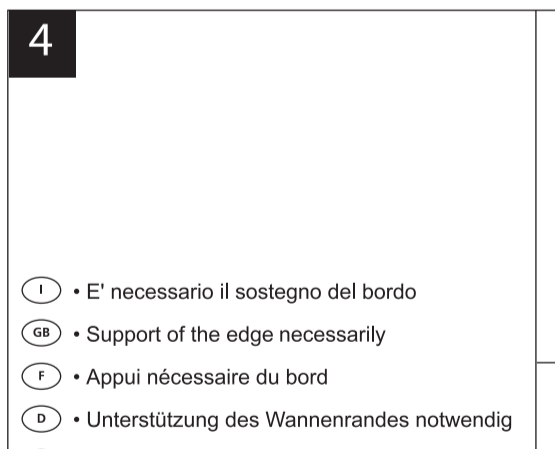 4
I • E' necessario il sostegno del bordo
GB • Support of the edge necessarily
F • Appui nécessaire du bord
D • Unterstützung des Wannenrandes notwendig